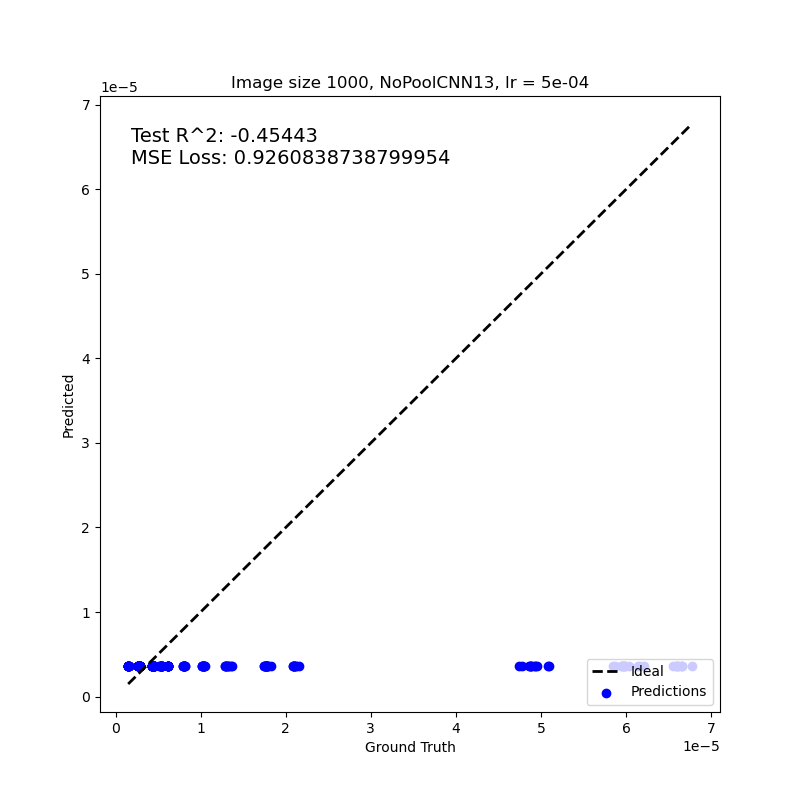 Image size 1000, NoPoolCNN13, lr = 5e-04
1e−5
Test R^2: -0.45443
MSE Loss: 0.9260838738799954
7
6
5
4
3
2
1
0
Predicted
Ideal
Predictions
0 1 2 3 4 5 6 7
1e−5
Ground Truth